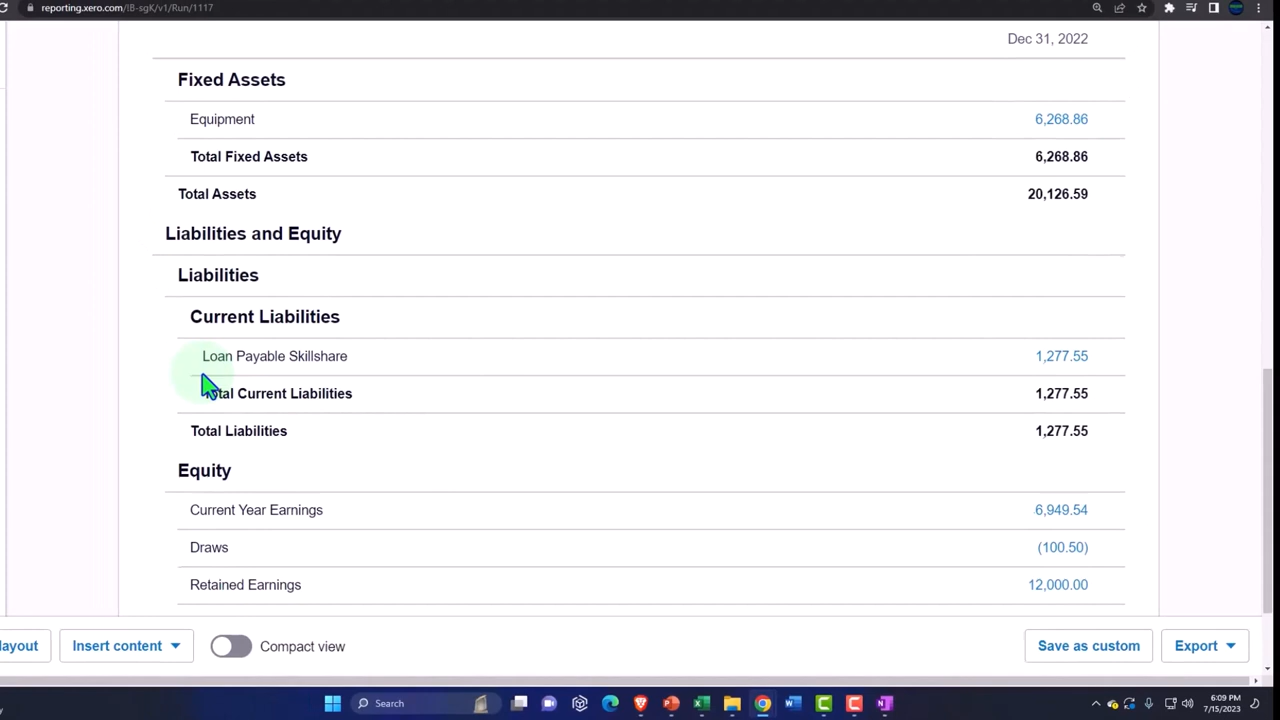 reporting.xero.com/!B-sgK/v1/Run/1117
Dec 31, 2022
Fixed Assets
Equipment 6,268.86
Total Fixed Assets 6,268.86
Total Assets 20,126.59
Liabilities and Equity
Liabilities
Current Liabilities
Loan Payable Skillshare 1,277.55
Total Current Liabilities 1,277.55
Total Liabilities 1,277.55
Equity
Current Year Earnings 6,949.54
Draws (100.50)
Retained Earnings 12,000.00
layout Insert content Compact view Save as custom Export
Search
6:09 PM
7/15/2023